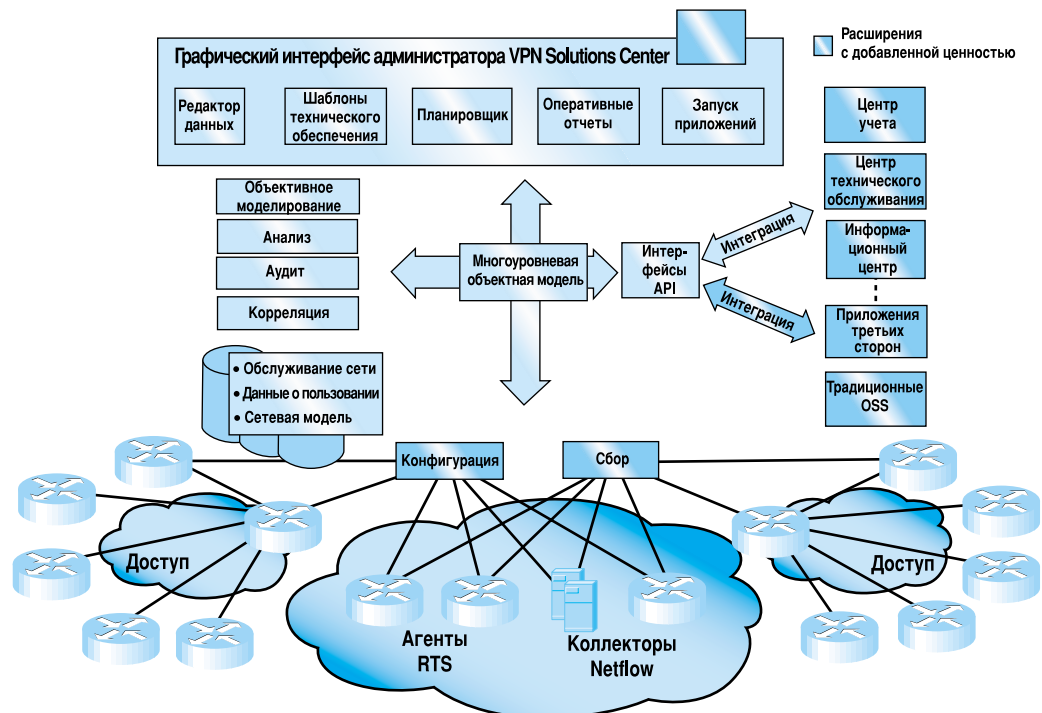 Расширения
с добавленной ценностью
Графический интерфейс администратора VPN Solutions Center
Редактор
данных
Шаблоны
технического
обеспечения
Планировщик
Оперативные
отчеты
Запуск
приложений
Центр
учета
Центр
технического
обслуживания
Информа-
ционный
центр
Приложения
третьих
сторон
Традиционные
OSS
Объективное
моделирование
Анализ
Аудит
Корреляция
Многоуровневая
объектная модель
Интер-
фейсы
API
Интеграция
Интеграция
• Обслуживание сети
• Данные о пользовании
• Сетевая модель
Конфигурация
Сбор
Доступ
Доступ
Агенты
RTS
Коллекторы
Netflow